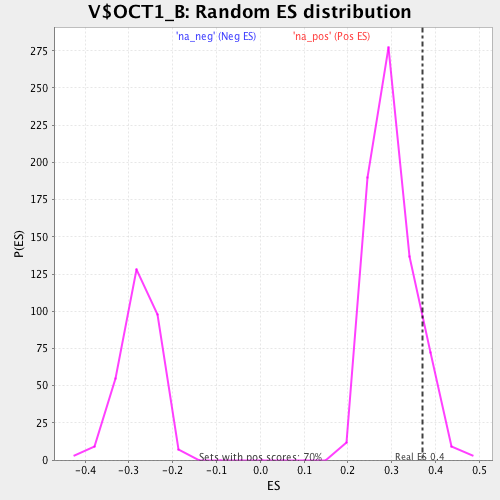 V$OCT1_B: Random ES distribution
'na_neg' (Neg ES) 'na_pos' (Pos ES)
275
250
225
200
175
150
125
100
75
50
25
0
P(ES)
Sets with pos scores: 70%
Real ES 0.4
-0.4 -0.3 -0.2 -0.1 0.0 0.1 0.2 0.3 0.4 0.5
ES